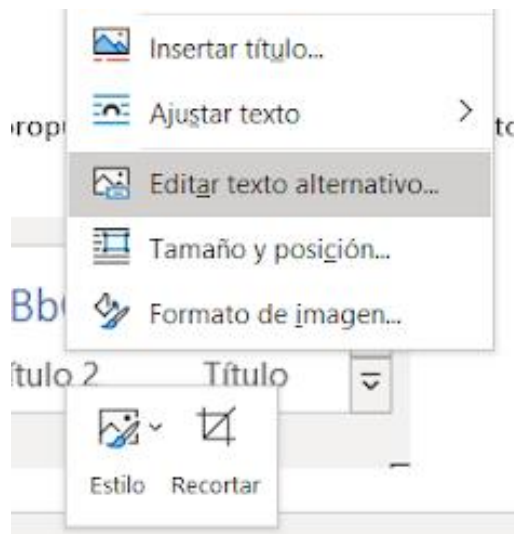 Insertar título...
Ajustar texto
Editar texto alternativo...
Tamaño y posición...
Formato de imagen...
Título
Estilo Recortar